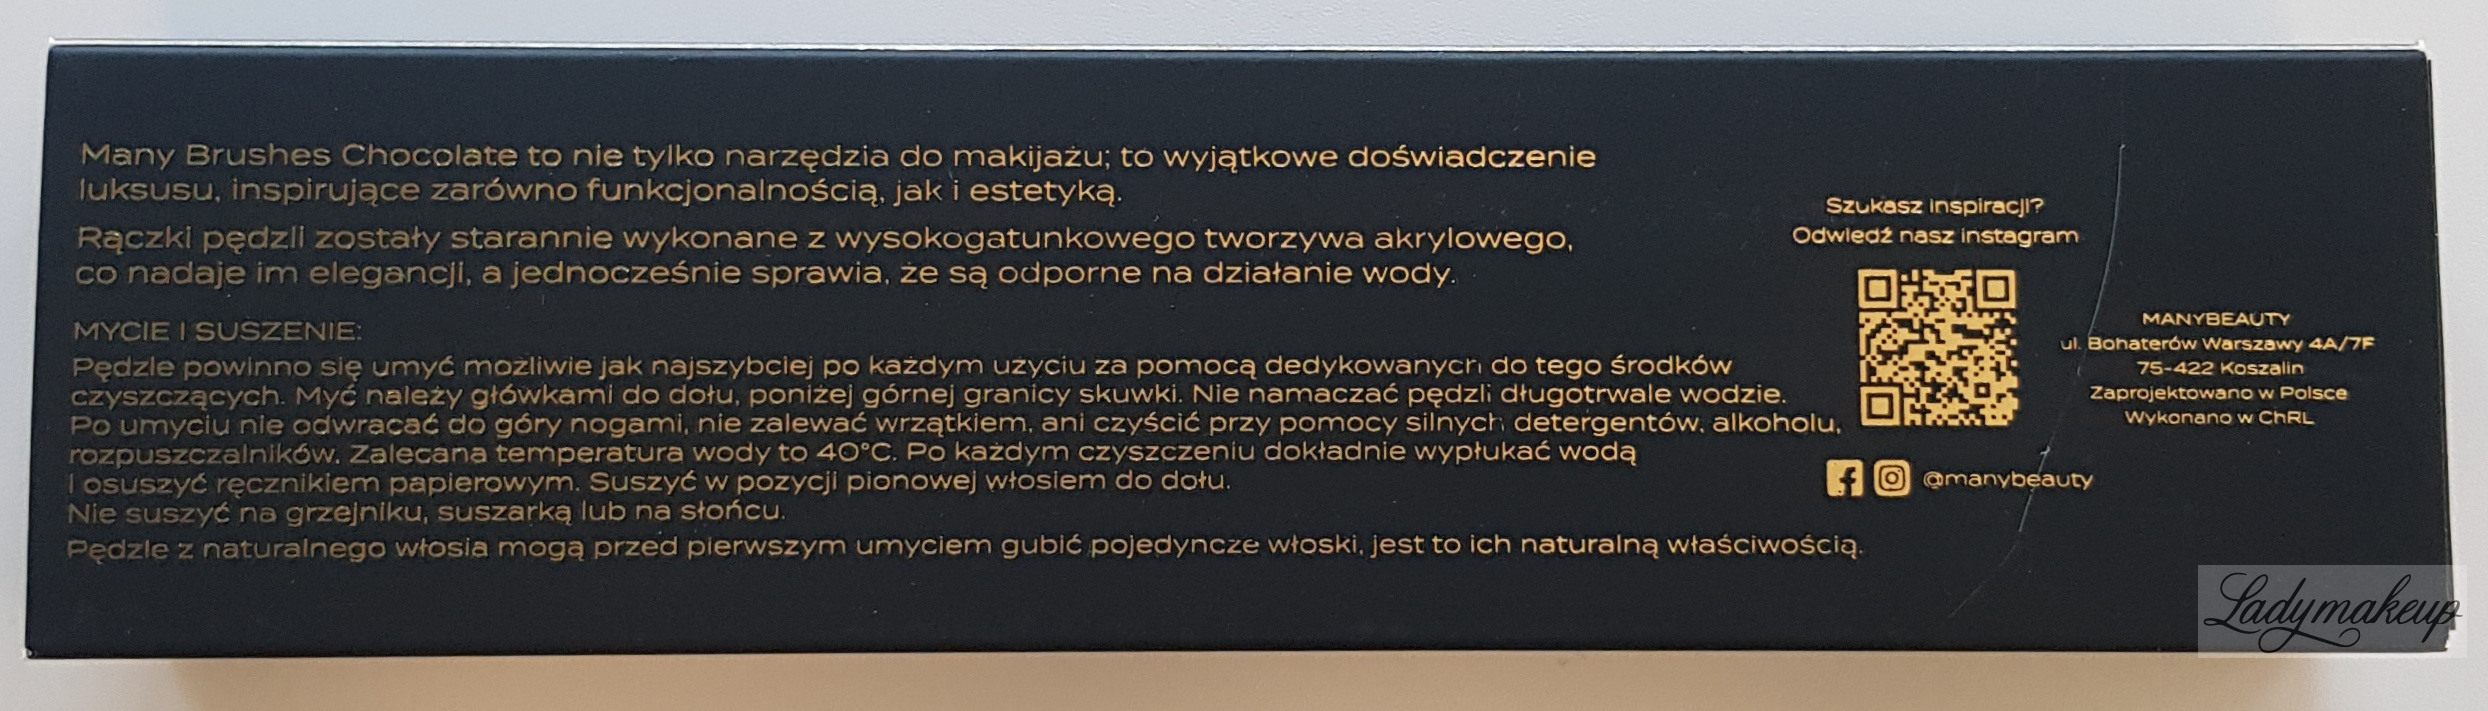 Many Brushes Chocolate to nie tylko narzędzia do makijażu; to wyjątkowe doświadczenie
luksusu, inspirujące zarówno funkcjonalnością, jak i estetyką.
Rączki pędzli zostały starannie wykonane z wysokogatunkowego tworzywa akrylowego,
co nadaje im elegancji, a jednocześnie sprawia, że są odporne na działanie wody.
MYCIE I SUSZENIE:
Pędzle powinno się umyć możliwie jak najszybciej po każdym użyciu za pomocą dedykowanych do tego środków
czyszczących. Myć należy główkami do dołu, poniżej górnej granicy skuwki. Nie namaczać pędzli długotrwale wodzie.
Po umyciu nie odwracać do góry nogami, nie zalewać wrzątkiem, ani czyścić przy pomocy silnych detergentów, alkoholu,
rozpuszczalników. Zalecana temperatura wody to 40°C. Po każdym czyszczeniu dokładnie wypłukać wodą
I osuszyć ręcznikiem papierowym. Suszyć w pozycji pionowej włosiem do dołu.
Nie suszyć na grzejniku, suszarką lub na słońcu.
Pędzle z naturalnego włosia mogą przed pierwszym umyciem gubić pojedyncze włoski, jest to ich naturalną właściwością.
Szukasz inspiracji?
Odwiedź nasz instagram
@manybeauty
MANYBEAUTY
ul. Bohaterów Warszawy 4A/7F
75-422 Koszalin
Zaprojektowano w Polsce
Wykonano w ChRL
Ladymakeup